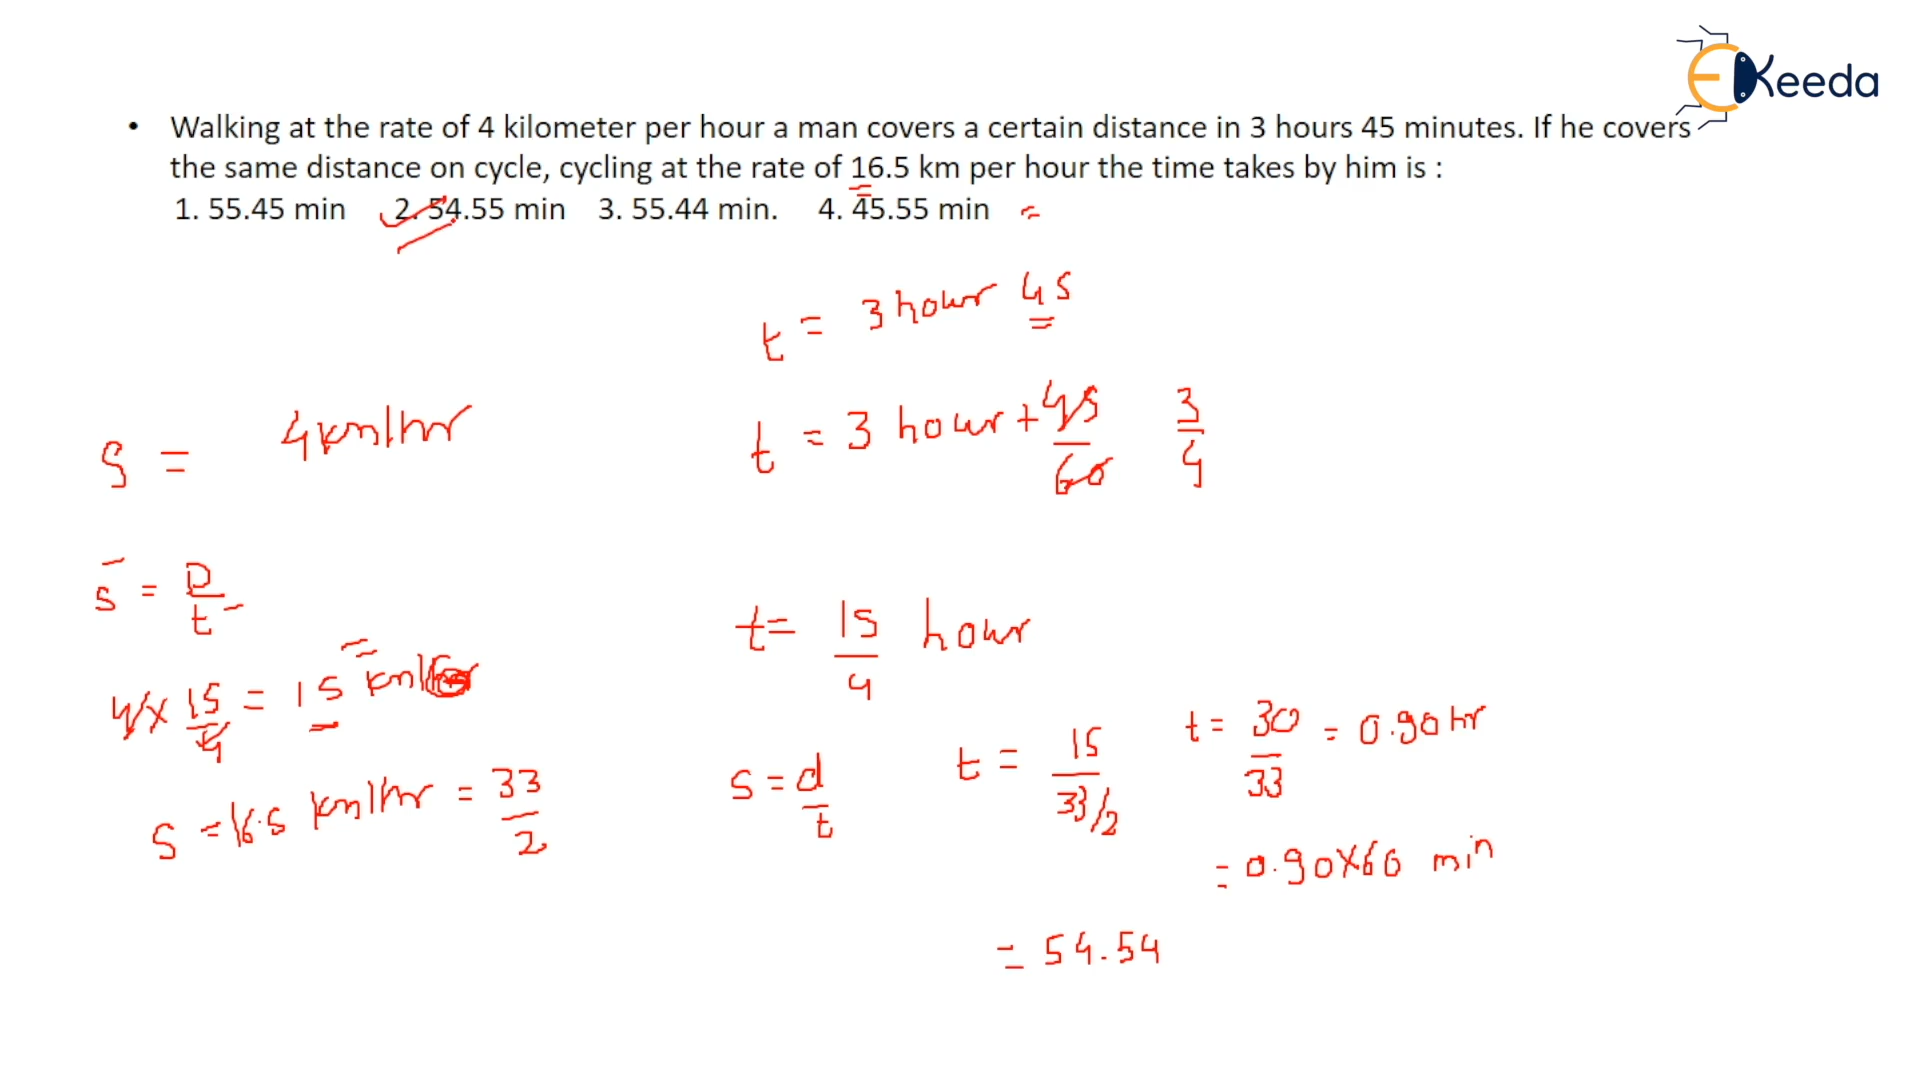 EKeeda
• Walking at the rate of 4 kilometer per hour a man covers a certain distance in 3 hours 45 minutes. If he covers
the same distance on cycle, cycling at the rate of 16.5 km per hour the time takes by him is :
1. 55.45 min 2. 54.55 min 3. 55.44 min. 4. 45.55 min
t = 3 hour 45
S = 4 km/hr
t = 3 hour + 45/60 3/4
s = D/t
t = 15/4 hour
4 x 15/4 = 15 km
S = 16.5 km/hr = 33/2
s = d/t
t = 15/33/2
t = 30/33 = 0.90 hr
= 0.90 X 60 min
= 54.54